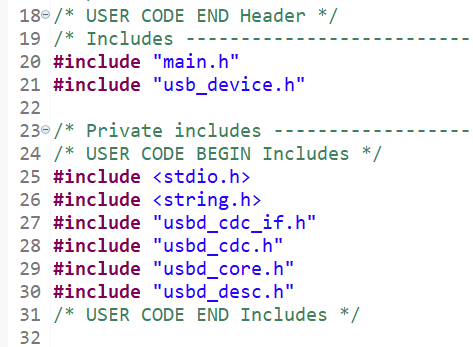 18 /* USER CODE END Header */
19 /* Includes ---------------------------
20 #include "main.h"
21 #include "usb_device.h"
22
23 /* Private includes -------------------
24 /* USER CODE BEGIN Includes */
25 #include <stdio.h>
26 #include <string.h>
27 #include "usbd_cdc_if.h"
28 #include "usbd_cdc.h"
29 #include "usbd_core.h"
30 #include "usbd_desc.h"
31 /* USER CODE END Includes */
32